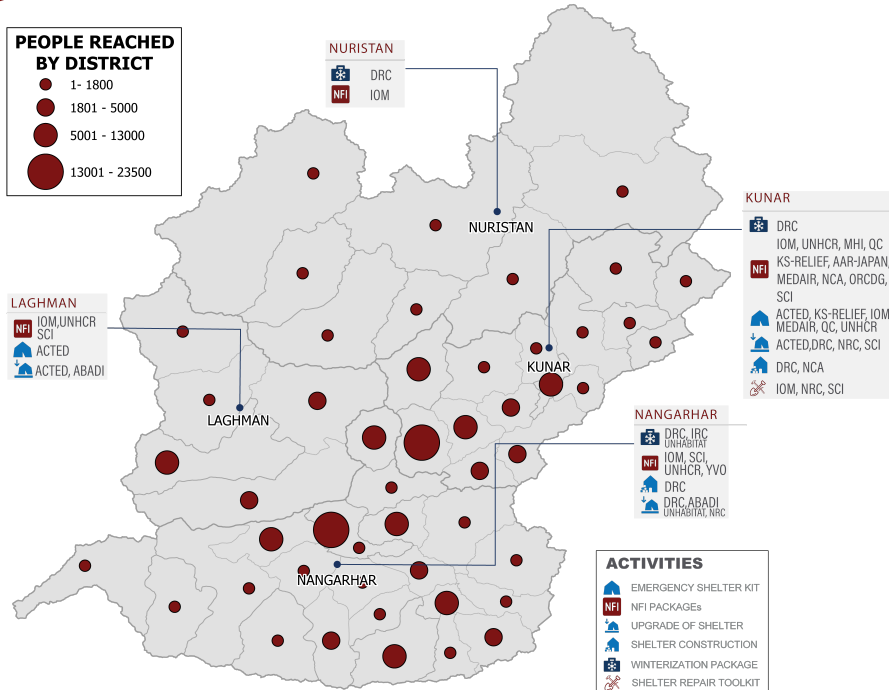 PEOPLE REACHED
BY DISTRICT
1- 1800
1801 - 5000
5001 - 13000
13001 - 23500
NURISTAN
DRC
NFI IOM
NURISTAN
KUNAR
DRC
IOM, UNHCR, MHI, QC
NFI KS-RELIEF, AAR-JAPAN,
MEDAIR, NCA, ORCDG,
SCI
ACTED, KS-RELIEF, IOM
MEDAIR, QC, UNHCR
ACTED,DRC, NRC, SCI
DRC, NCA
IOM, NRC, SCI
LAGHMAN
NFI IOM,UNHCR
SCI
ACTED
ACTED, ABADI
KUNAR
LAGHMAN
NANGARHAR
DRC, IRC
UNHABITAT
NFI IOM, SCI,
UNHCR, YVO
DRC
DRC,ABADI
UNHABITAT, NRC
NANGARHAR
ACTIVITIES
EMERGENCY SHELTER KIT
NFI NFI PACKAGEs
UPGRADE OF SHELTER
SHELTER CONSTRUCTION
WINTERIZATION PACKAGE
SHELTER REPAIR TOOLKIT